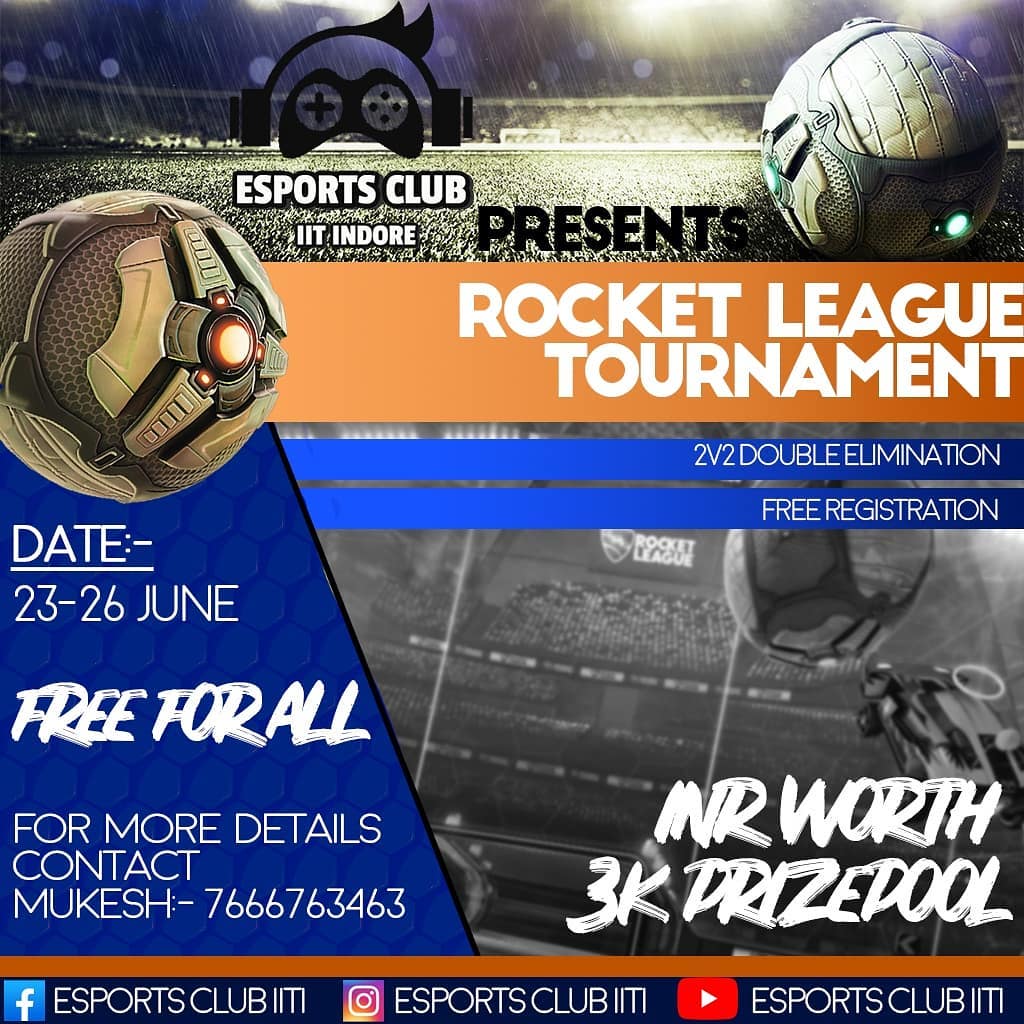 ESPORTS CLUB
IIT INDORE
PRESENTS
ROCKET LEAGUE
TOURNAMENT
2V2 DOUBLE ELIMINATION
FREE REGISTRATION
ROCKET
LEAGUE
DATE:-
23-26 JUNE
FREE FOR ALL
INR WORTH
3K PRIZEPOOL
FOR MORE DETAILS
CONTACT
MUKESH:- 7666763463
ESPORTS CLUB IITI
ESPORTS CLUB IITI
ESPORTS CLUB IITI